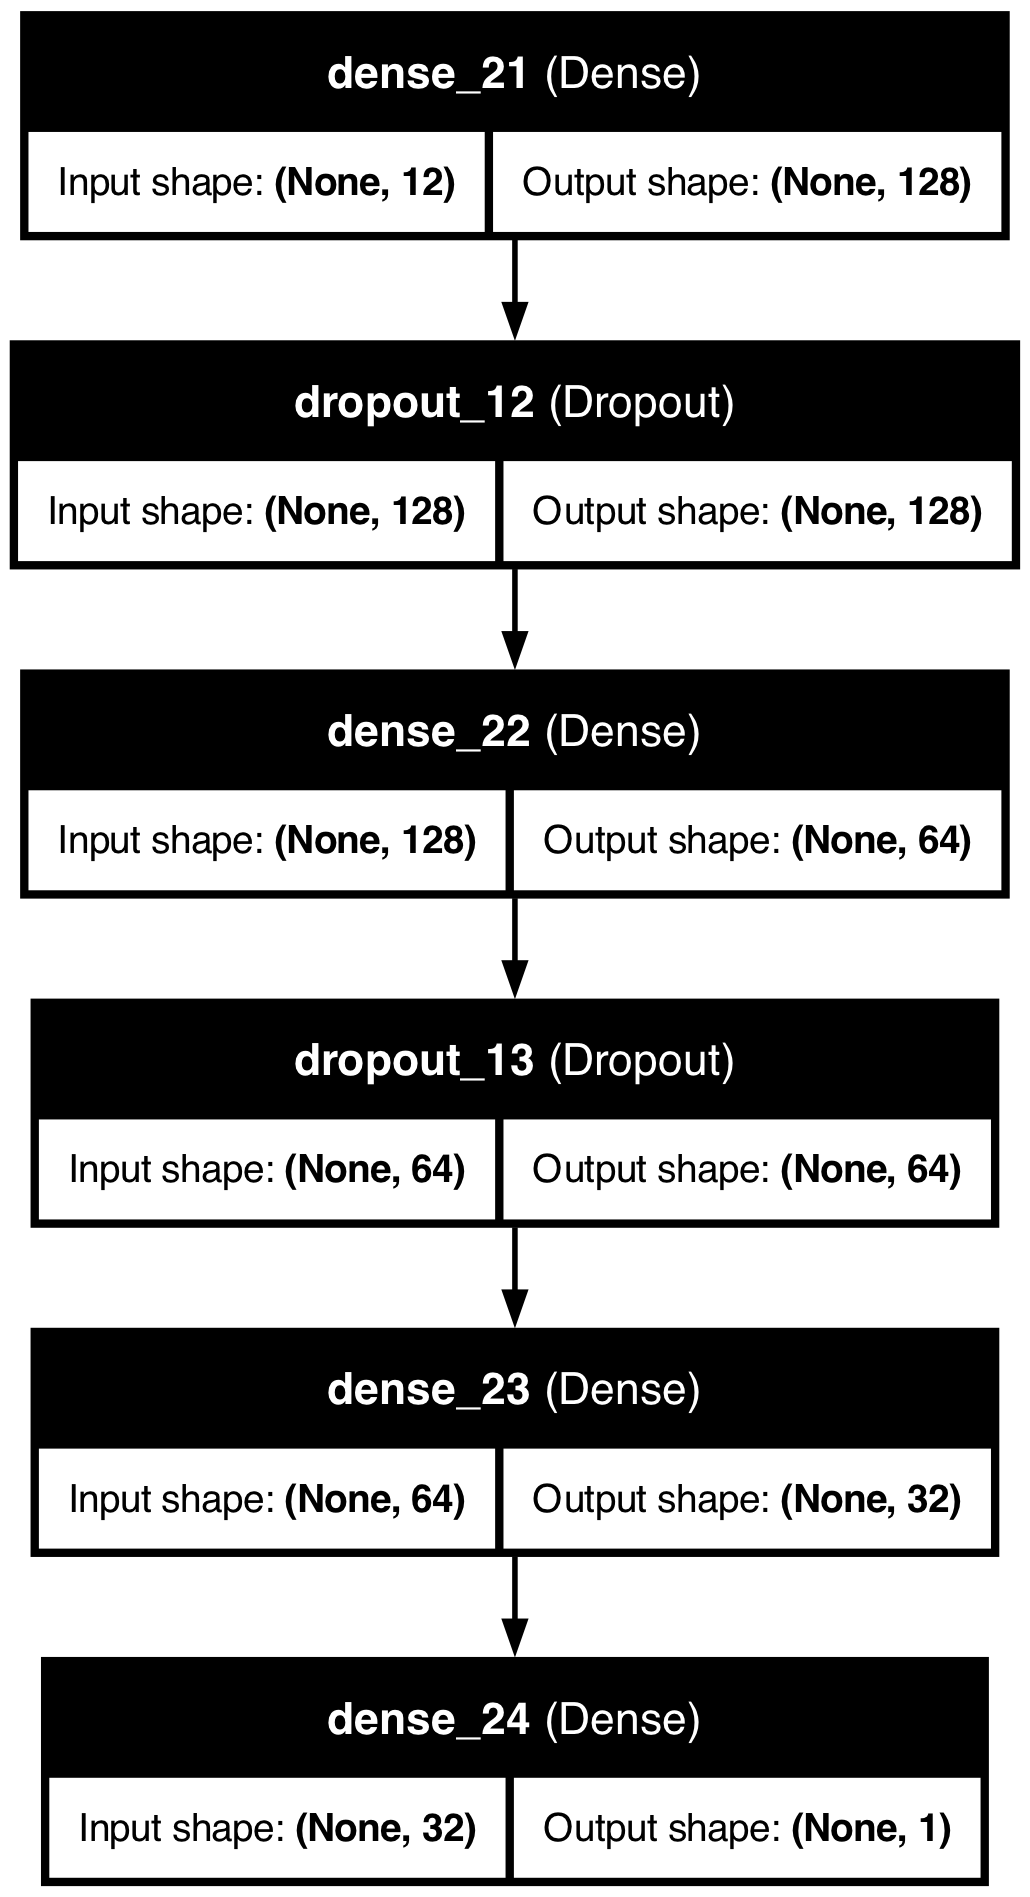 dense_21 (Dense)
Input shape: (None, 12) Output shape: (None, 128)
dropout_12 (Dropout)
Input shape: (None, 128) Output shape: (None, 128)
dense_22 (Dense)
Input shape: (None, 128) Output shape: (None, 64)
dropout_13 (Dropout)
Input shape: (None, 64) Output shape: (None, 64)
dense_23 (Dense)
Input shape: (None, 64) Output shape: (None, 32)
dense_24 (Dense)
Input shape: (None, 32) Output shape: (None, 1)